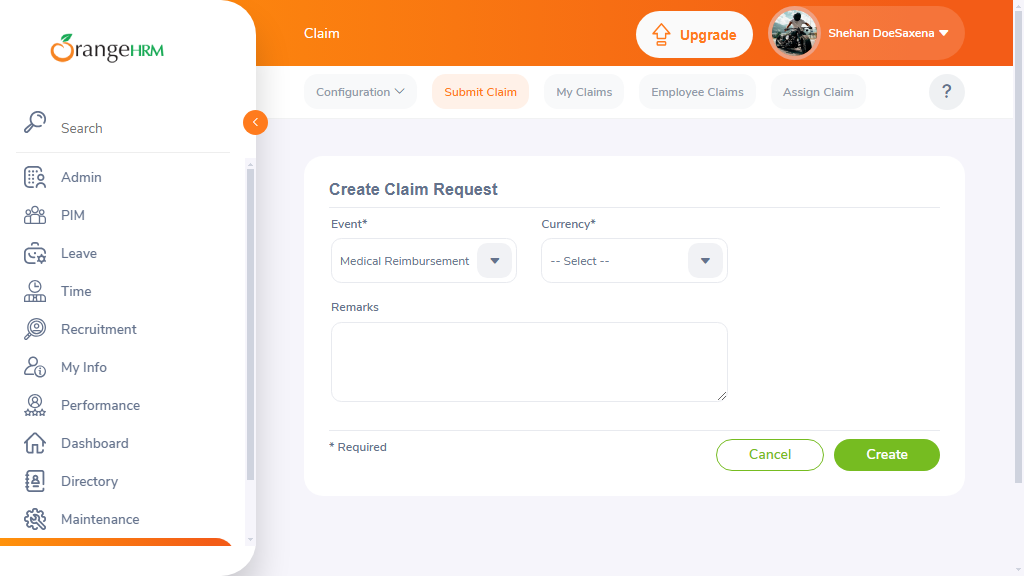 OrangeHRM
Search
Admin
PIM
Leave
Time
Recruitment
My Info
Performance
Dashboard
Directory
Maintenance
Claim
Upgrade
Shehan DoeSaxena
Configuration
Submit Claim
My Claims
Employee Claims
Assign Claim
?
Create Claim Request
Event*
Currency*
Medical Reimbursement
-- Select --
Remarks
* Required
Cancel
Create